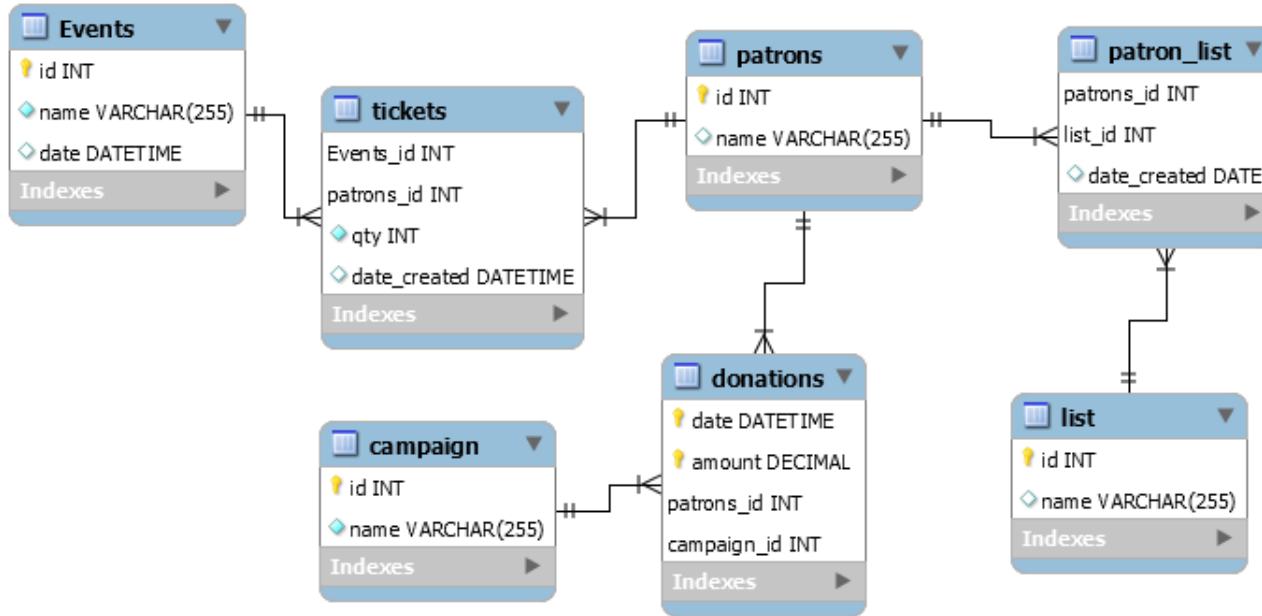 Events
id INT
name VARCHAR(255)
date DATETIME
Indexes
tickets
Events_id INT
patrons_id INT
qty INT
date_created DATETIME
Indexes
patrons
id INT
name VARCHAR(255)
Indexes
patron_list
patrons_id INT
list_id INT
date_created DATE
Indexes
campaign
id INT
name VARCHAR(255)
Indexes
donations
date DATETIME
amount DECIMAL
patrons_id INT
campaign_id INT
Indexes
list
id INT
name VARCHAR(255)
Indexes